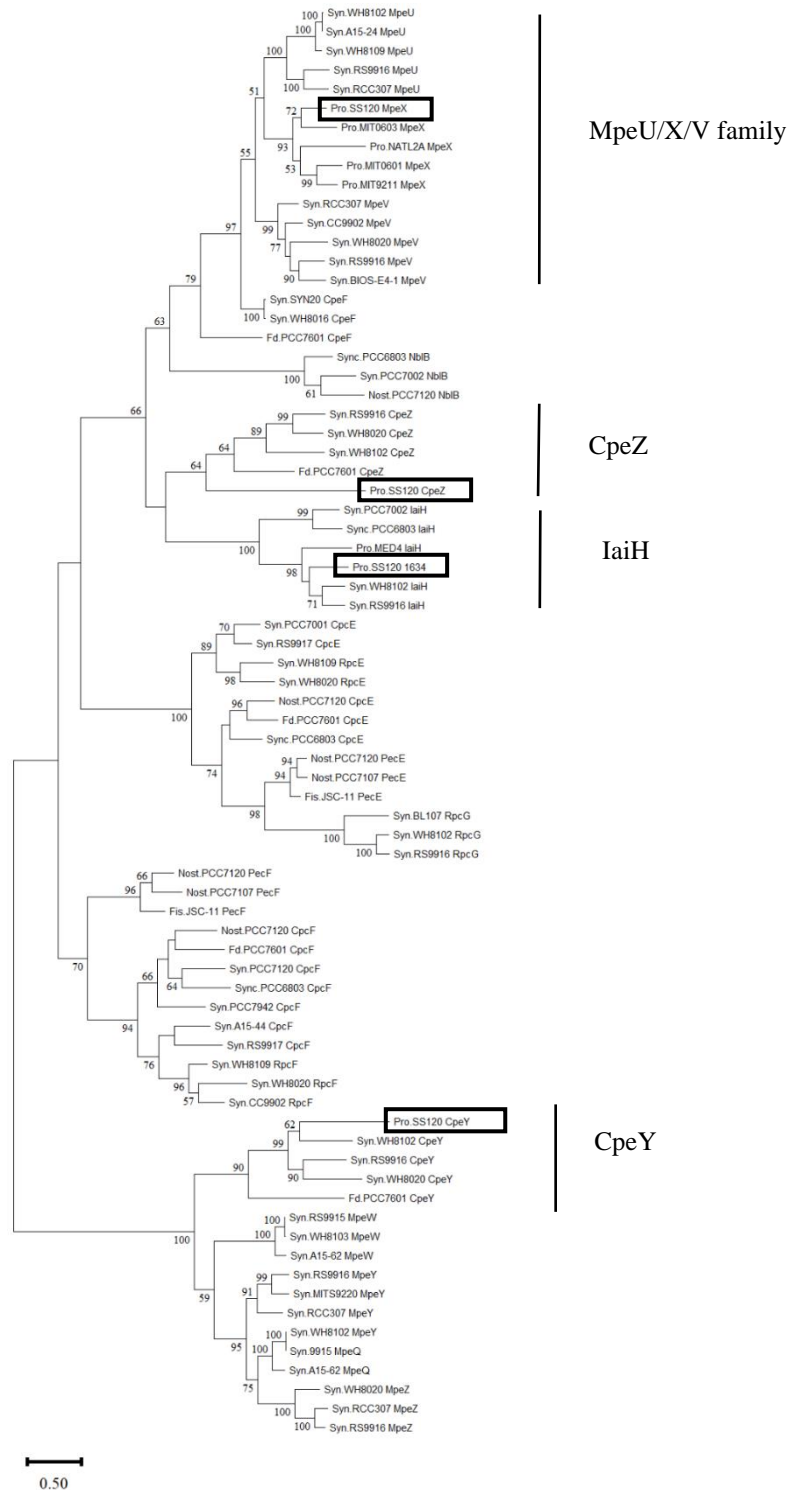 100 Syn.WH8102 MpeU
100 Syn.A15-24 MpeU
Syn.WH8109 MpeU
100
Syn.RS9916 MpeU
100 Syn.RCC307 MpeU
51
72 Pro.SS120 MpeX
Pro.MIT0603 MpeX
MpeU/X/V family
93 Pro.NATL2A MpeX
55
53 Pro.MIT0601 MpeX
99 Pro.MIT9211 MpeX
Syn.RCC307 MpeV
99 Syn.CC9902 MpeV
97
77 Syn.WH8020 MpeV
Syn.RS9916 MpeV
90 Syn.BIOS-E4-1 MpeV
79
Syn.SYN20 CpeF
100 Syn.WH8016 CpeF
63
Fd.PCC7601 CpeF
Sync.PCC6803 NblB
100 Syn.PCC7002 NblB
61 Nost.PCC7120 NblB
66
99 Syn.RS9916 CpeZ
89 Syn.WH8020 CpeZ
64 Syn.WH8102 CpeZ
CpeZ
64 Fd.PCC7601 CpeZ
Pro.SS120 CpeZ
99 Syn.PCC7002 IaiH
Sync.PCC6803 IaiH
100
Pro.MED4 IaiH
IaiH
98 Pro.SS120 1634
Syn.WH8102 IaiH
71 Syn.RS9916 IaiH
70 Syn.PCC7001 CpcE
89 Syn.RS9917 CpcE
Syn.WH8109 RpcE
98 Syn.WH8020 RpcE
100
96 Nost.PCC7120 CpcE
Fd.PCC7601 CpcE
Sync.PCC6803 CpcE
74
94 Nost.PCC7120 PecE
94 Nost.PCC7107 PecE
Fis.JSC-11 PecE
98
Syn.BL107 RpcG
100 Syn.WH8102 RpcG
100 Syn.RS9916 RpcG
66 Nost.PCC7120 PecF
96 Nost.PCC7107 PecF
Fis.JSC-11 PecF
70
Nost.PCC7120 CpcF
Fd.PCC7601 CpcF
66 Syn.PCC7120 CpcF
64 Sync.PCC6803 CpcF
Syn.PCC7942 CpcF
94
Syn.A15-44 CpcF
76 Syn.RS9917 CpcF
Syn.WH8109 RpcF
96 Syn.WH8020 RpcF
57 Syn.CC9902 RpcF
62 Pro.SS120 CpeY
99 Syn.WH8102 CpeY
CpeY
90 Syn.RS9916 CpeY
90 Syn.WH8020 CpeY
Fd.PCC7601 CpeY
100
100 Syn.RS9915 MpeW
100 Syn.WH8103 MpeW
Syn.A15-62 MpeW
59
99 Syn.RS9916 MpeY
91 Syn.MITS9220 MpeY
Syn.RCC307 MpeY
95
100 Syn.WH8102 MpeY
100 Syn.9915 MpeQ
Syn.A15-62 MpeQ
75
Syn.WH8020 MpeZ
100 Syn.RCC307 MpeZ
100 Syn.RS9916 MpeZ
0.50